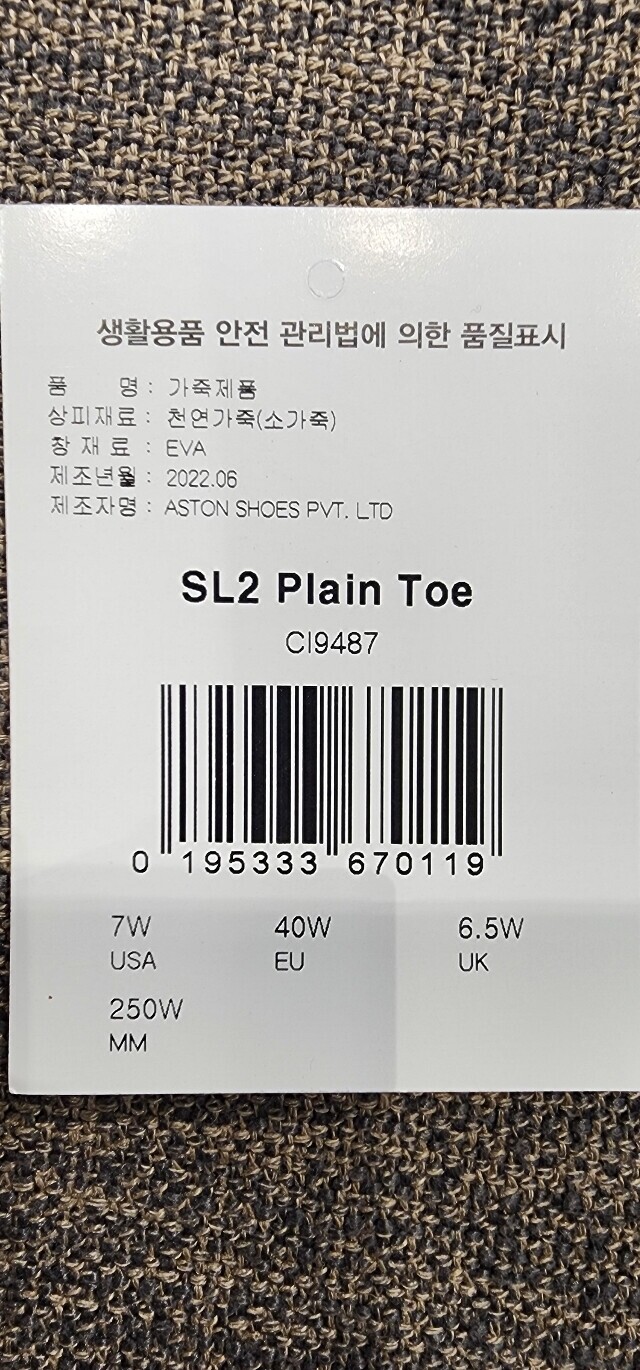 생활용품 안전 관리법에 의한 품질표시
품 명 : 가죽제품
상피재료 : 천연가죽(소가죽)
창 재 료 : EVA
제조년월 : 2022.06
제조자명 : ASTON SHOES PVT. LTD
SL2 Plain Toe
CI9487
0 195333 670119
7W 40W 6.5W
USA EU UK
250W
MM